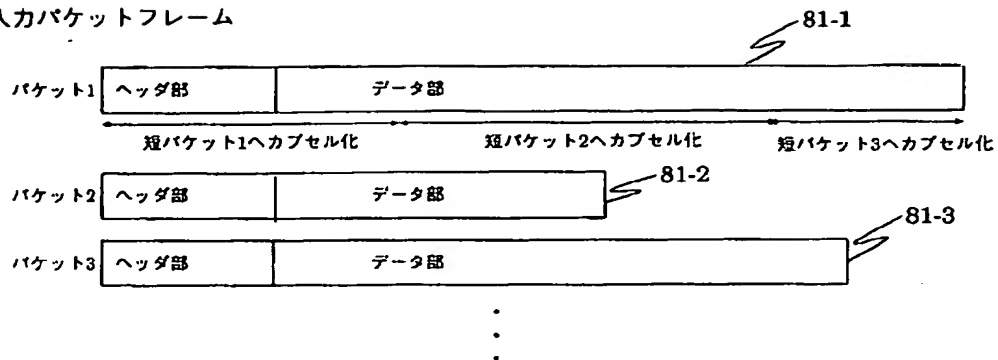 入力パケットフレーム
81-1
パケット1 ヘッダ部 データ部
短パケット1へカプセル化 短パケット2へカプセル化 短パケット3へカプセル化
81-2
パケット2 ヘッダ部 データ部
81-3
パケット3 ヘッダ部 データ部